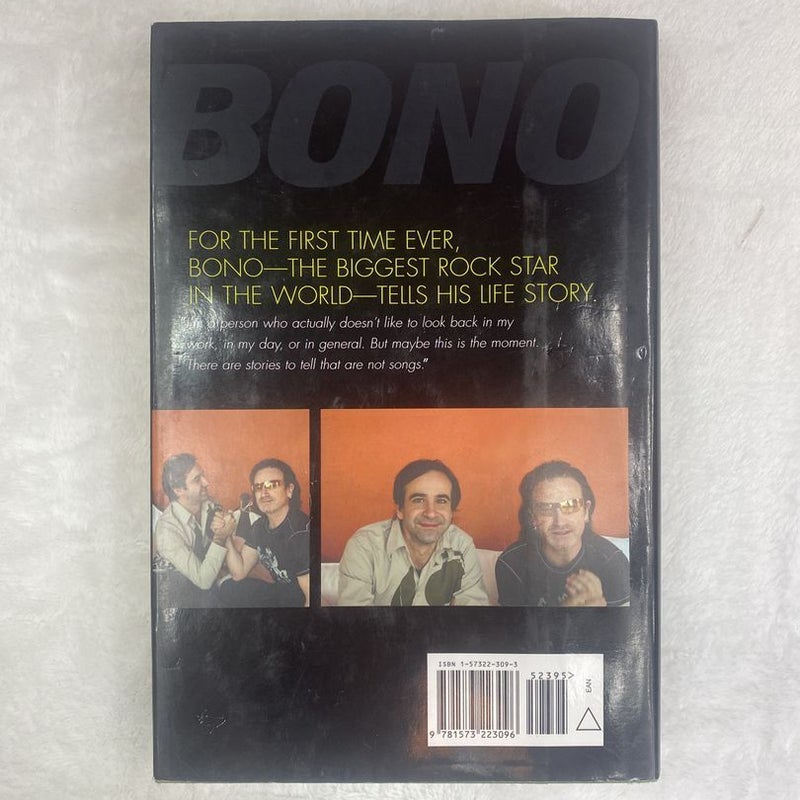 BONO
FOR THE FIRST TIME EVER,
BONO—THE BIGGEST ROCK STAR
IN THE WORLD—TELLS HIS LIFE STORY.
a person who actually doesn't like to look back in my
work, in my day, or in general. But maybe this is the moment. . .
There are stories to tell that are not songs."
ISBN 1-57322-309-3
52395>
EAN
9 781573 223096